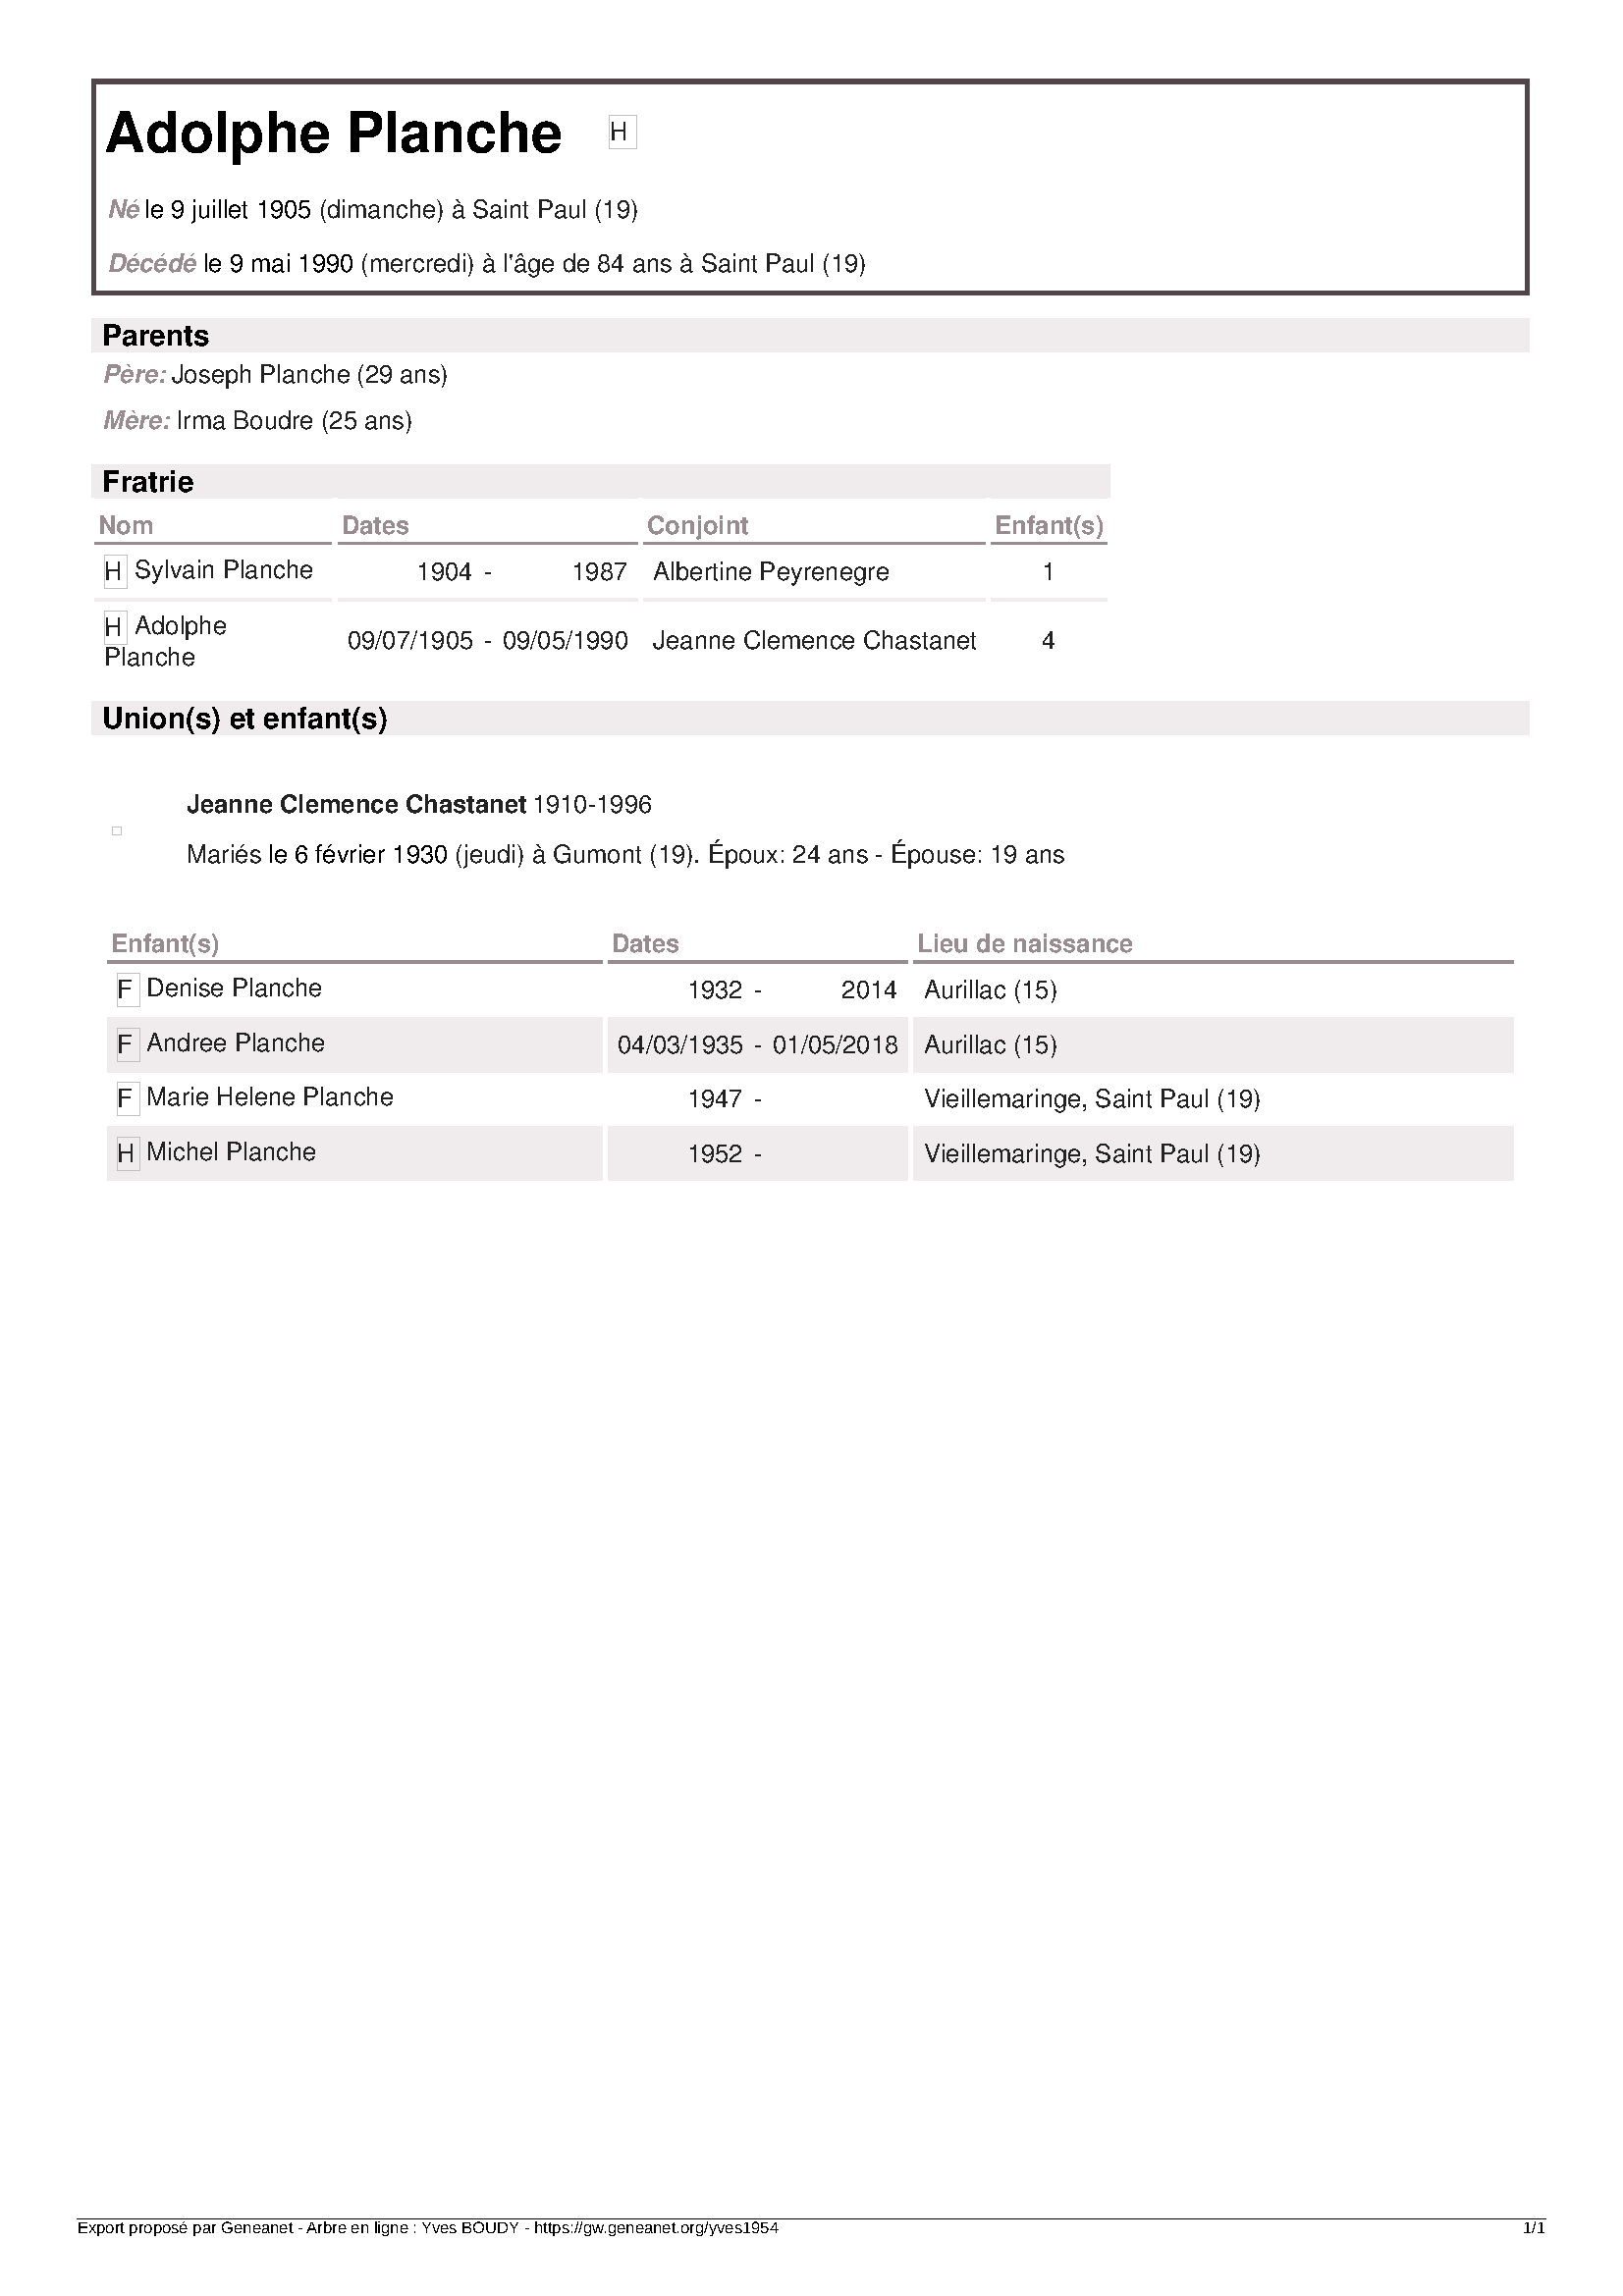 Adolphe Planche H
Né le 9 juillet 1905 (dimanche) à Saint Paul (19)
Décédé le 9 mai 1990 (mercredi) à l'âge de 84 ans à Saint Paul (19)
Parents
Père: Joseph Planche (29 ans)
Mère: Irma Boudre (25 ans)
Fratrie
Nom Dates Conjoint Enfant(s)
H Sylvain Planche 1904 - 1987 Albertine Peyrenegre 1
H Adolphe
Planche 09/07/1905 - 09/05/1990 Jeanne Clemence Chastanet 4
Union(s) et enfant(s)
Jeanne Clemence Chastanet 1910-1996
Mariés le 6 février 1930 (jeudi) à Gumont (19). Époux: 24 ans - Épouse: 19 ans
Enfant(s) Dates Lieu de naissance
F Denise Planche 1932 - 2014 Aurillac (15)
F Andree Planche 04/03/1935 - 01/05/2018 Aurillac (15)
F Marie Helene Planche 1947 - Vieillemaringe, Saint Paul (19)
H Michel Planche 1952 - Vieillemaringe, Saint Paul (19)
Export proposé par Geneanet - Arbre en ligne : Yves BOUDY - https://gw.geneanet.org/yves1954 1/1